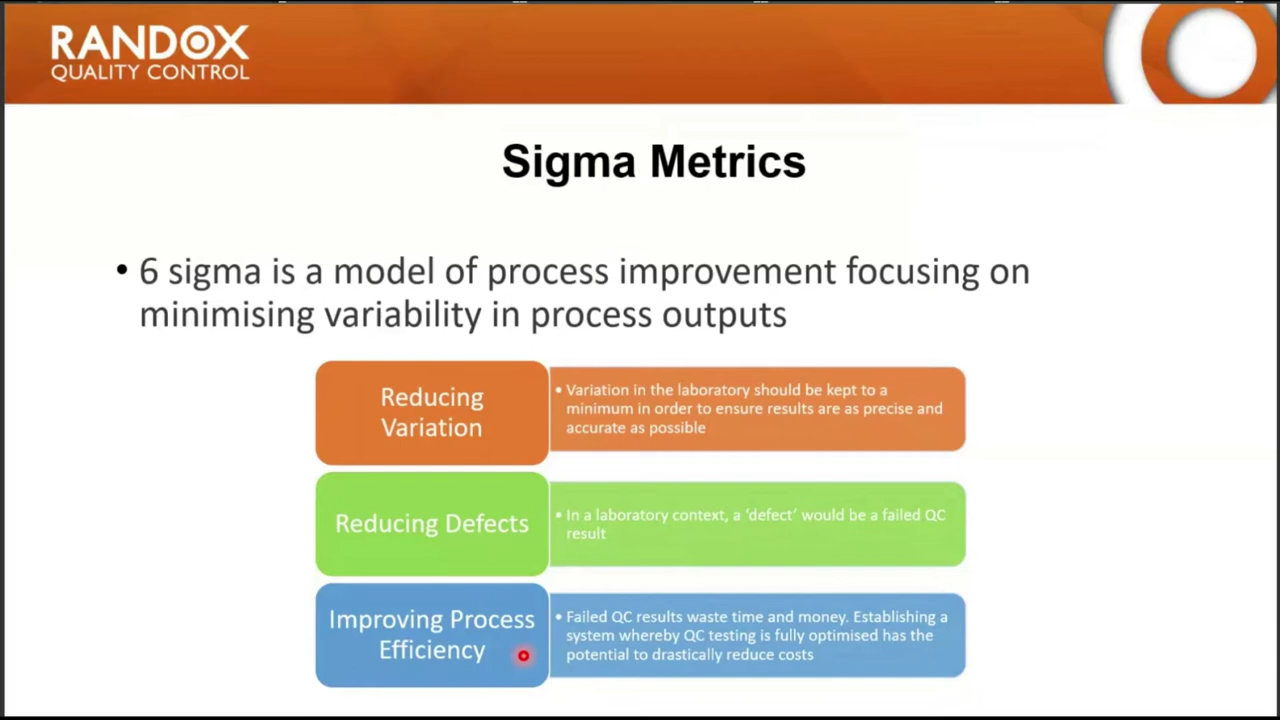 RANDOX
QUALITY CONTROL
Sigma Metrics
• 6 sigma is a model of process improvement focusing on
minimising variability in process outputs
Reducing
Variation
• Variation in the laboratory should be kept to a
minimum in order to ensure results are as precise and
accurate as possible
Reducing Defects
• In a laboratory context, a ‘defect’ would be a failed QC
result
Improving Process
Efficiency
• Failed QC results waste time and money. Establishing a
system whereby QC testing is fully optimised has the
potential to drastically reduce costs